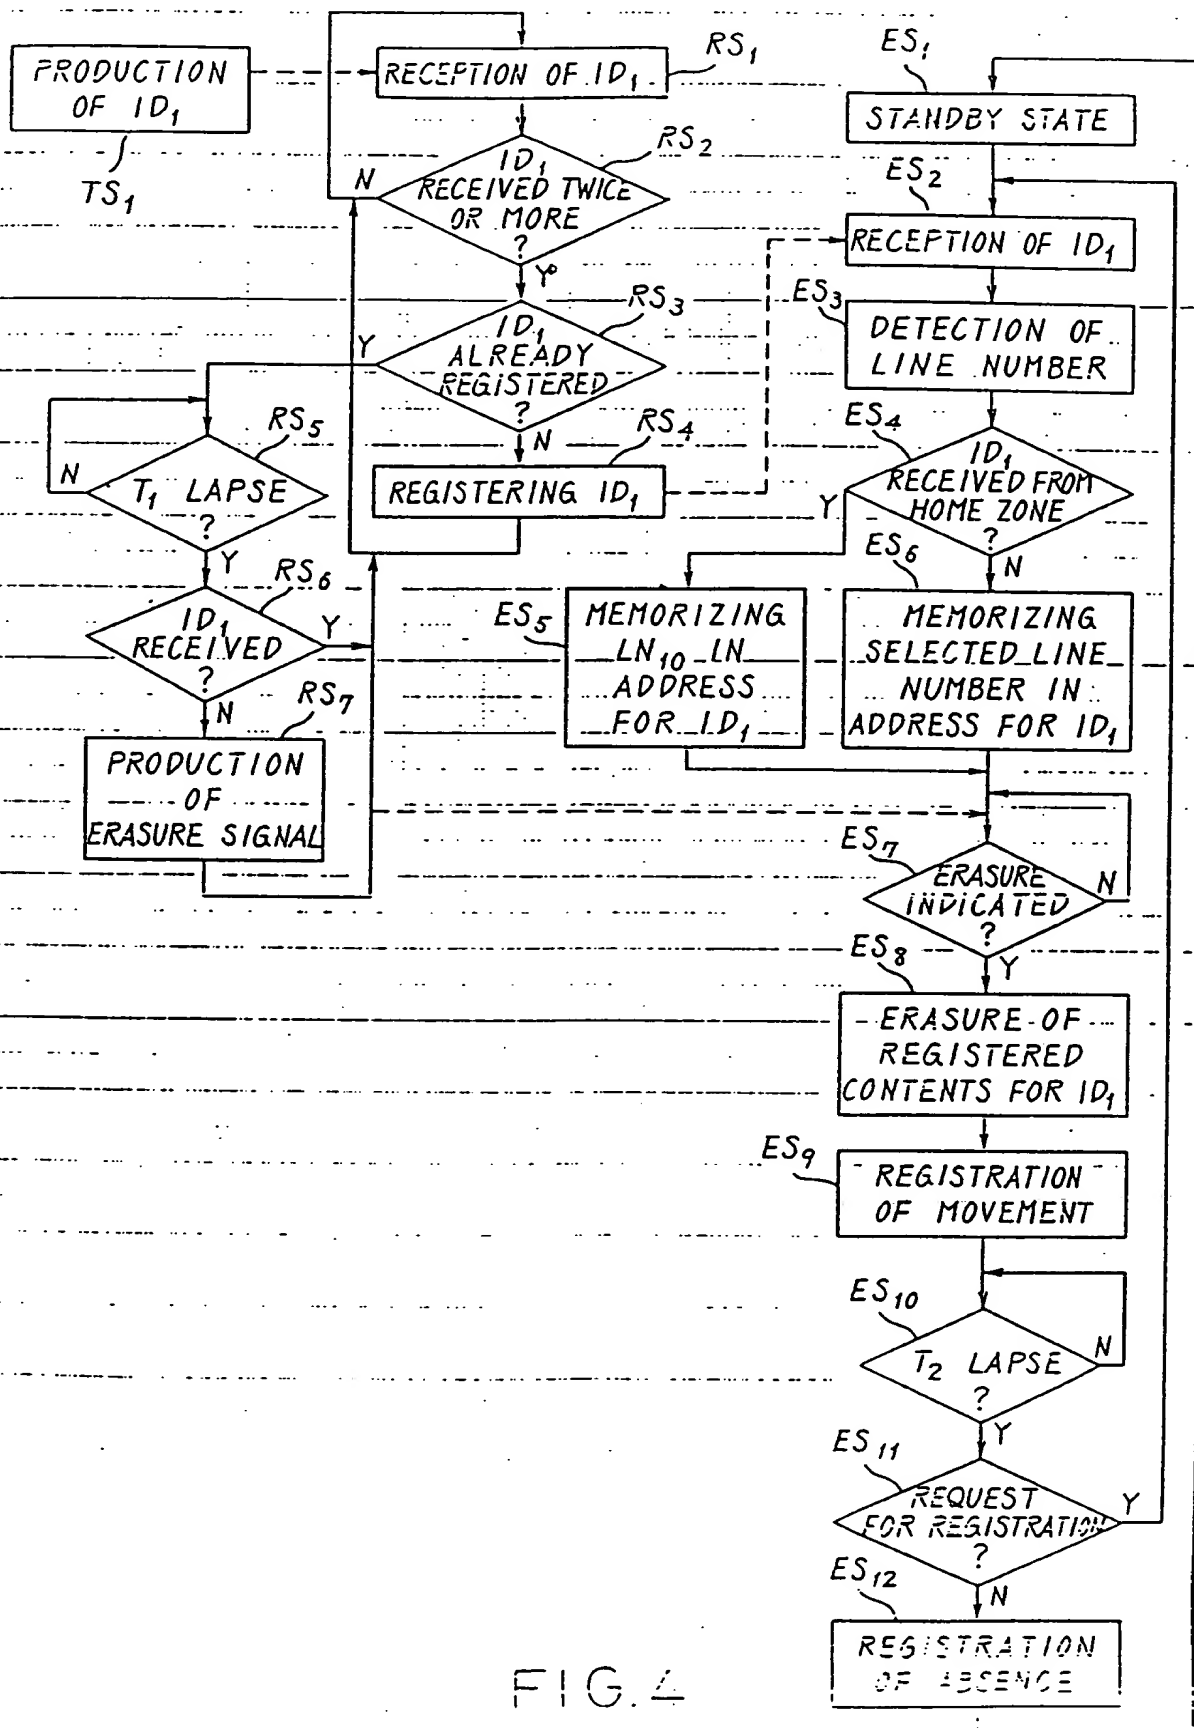 PRODUCTION
OF ID₁
TS₁
RECEPTION OF ID₁
RS₁
ID₁
RECEIVED TWICE
OR MORE
?
RS₂
N
Y
ID₁
ALREADY
REGISTERED
?
RS₃
Y
N
REGISTERING ID₁
RS₄
T₁ LAPSE
?
RS₅
N
Y
ID₁
RECEIVED
?
RS₆
Y
N
RS₇
PRODUCTION
OF
ERASURE SIGNAL
ES₁
STANDBY STATE
ES₂
RECEPTION OF ID₁
ES₃
DETECTION OF
LINE NUMBER
ES₄
ID₁
RECEIVED FROM
HOME ZONE
?
Y
N
ES₅
MEMORIZING
LN₁₀ LN
ADDRESS
FOR ID₁
ES₆
MEMORIZING
SELECTED LINE
NUMBER IN
ADDRESS FOR ID₁
ES₇
ERASURE
INDICATED
?
N
Y
ES₈
ERASURE OF
REGISTERED
CONTENTS FOR ID₁
ES₉
REGISTRATION
OF MOVEMENT
ES₁₀
T₂ LAPSE
?
N
Y
ES₁₁
REQUEST
FOR REGISTRATION
?
Y
N
ES₁₂
REGISTRATION
OF ABSENCE
FIG. 4